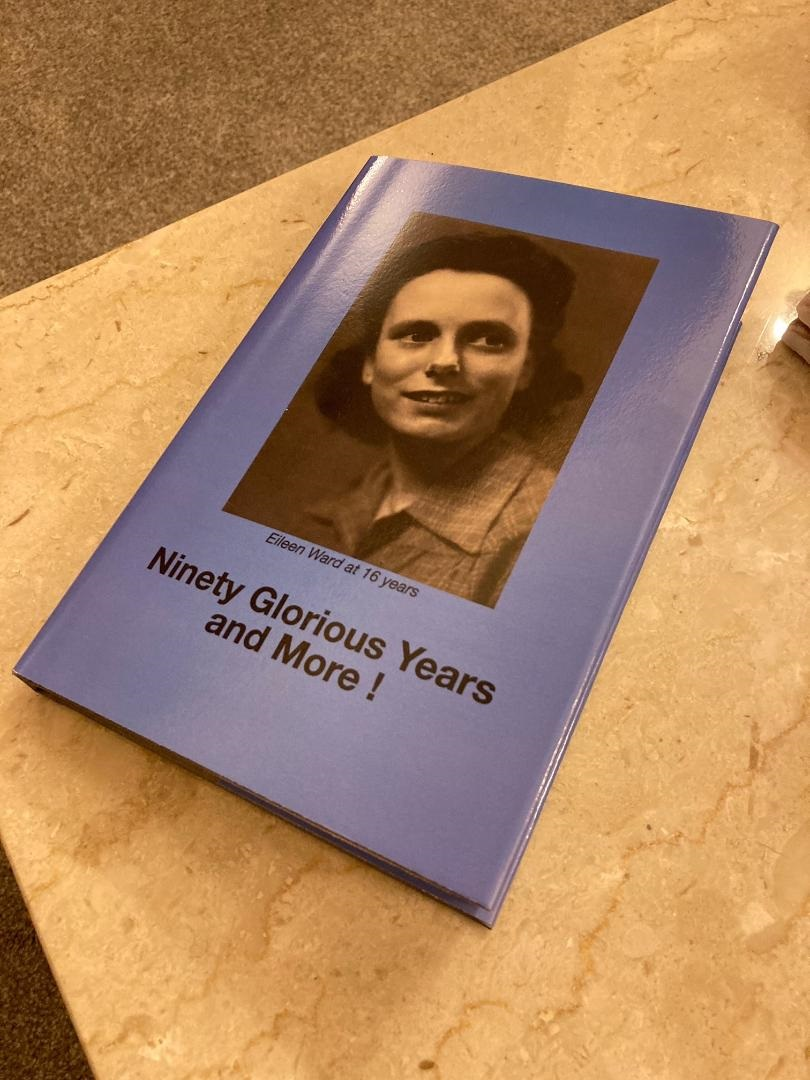 Eileen Ward at 16 years
Ninety Glorious Years
and More !